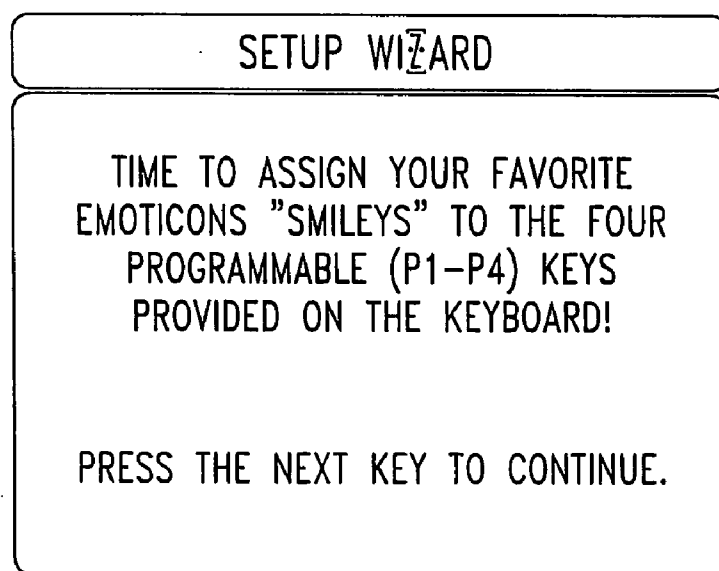 SETUP WIZARD
TIME TO ASSIGN YOUR FAVORITE
EMOTICONS "SMILEYS" TO THE FOUR
PROGRAMMABLE (P1-P4) KEYS
PROVIDED ON THE KEYBOARD!
PRESS THE NEXT KEY TO CONTINUE.